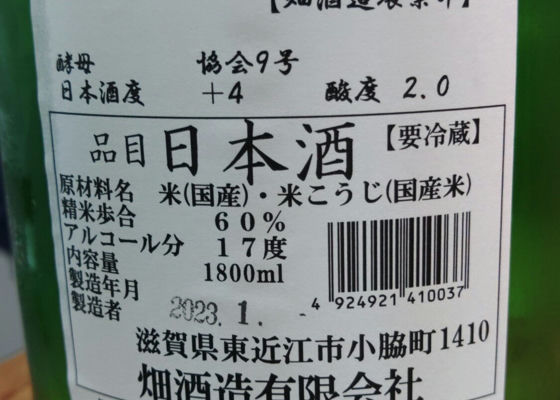 【畑酒造
酵母 協会9号
日本酒度 +4 酸度 2.0
品目 日本酒 【要冷蔵】
原材料名 米(国産)・米こうじ(国産米)
精米歩合 60%
アルコール分 17度
内容量 1800ml
製造年月 2023.1.
製造者
4 924921 410037
滋賀県東近江市小脇町1410
畑酒造有限会社